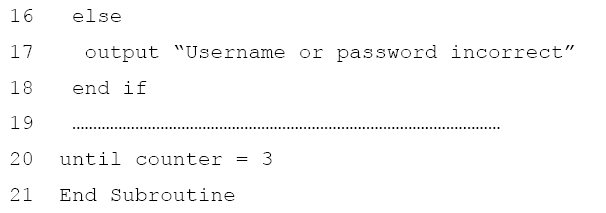 16 else
17 output “Username or password incorrect”
18 end if
19 ……………………………………………………………………………………………
20 until counter = 3
21 End Subroutine